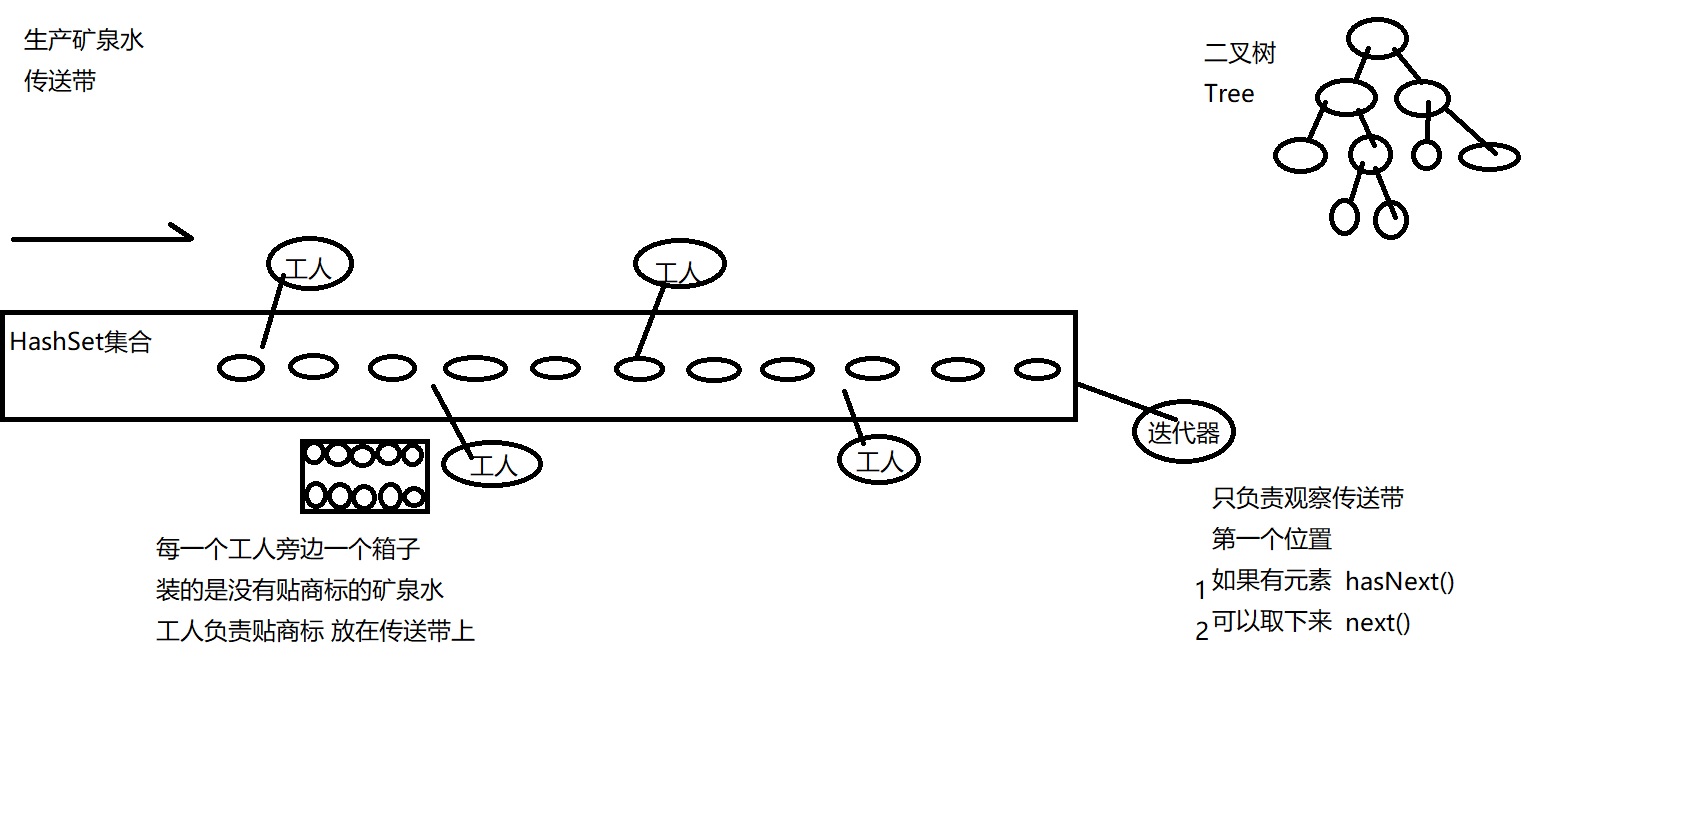 生产矿泉水
传送带
二叉树
Tree
工人
工人
HashSet集合
迭代器
工人
工人
每一个工人旁边一个箱子
装的是没有贴商标的矿泉水
工人负责贴商标 放在传送带上
只负责观察传送带
第一个位置
1 如果有元素 hasNext()
2 可以取下来 next()